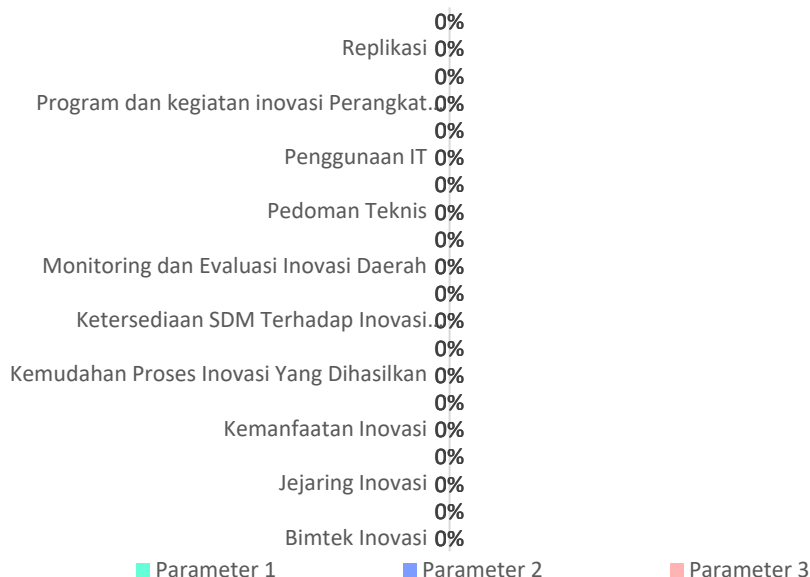 0%
Replikasi 0%
0%
Program dan kegiatan inovasi Perangkat... 0%
0%
Penggunaan IT 0%
0%
Pedoman Teknis 0%
0%
Monitoring dan Evaluasi Inovasi Daerah 0%
0%
Ketersediaan SDM Terhadap Inovasi... 0%
0%
Kemudahan Proses Inovasi Yang Dihasilkan 0%
0%
Kemanfaatan Inovasi 0%
0%
Jejaring Inovasi 0%
0%
Bimtek Inovasi 0%
Parameter 1 Parameter 2 Parameter 3